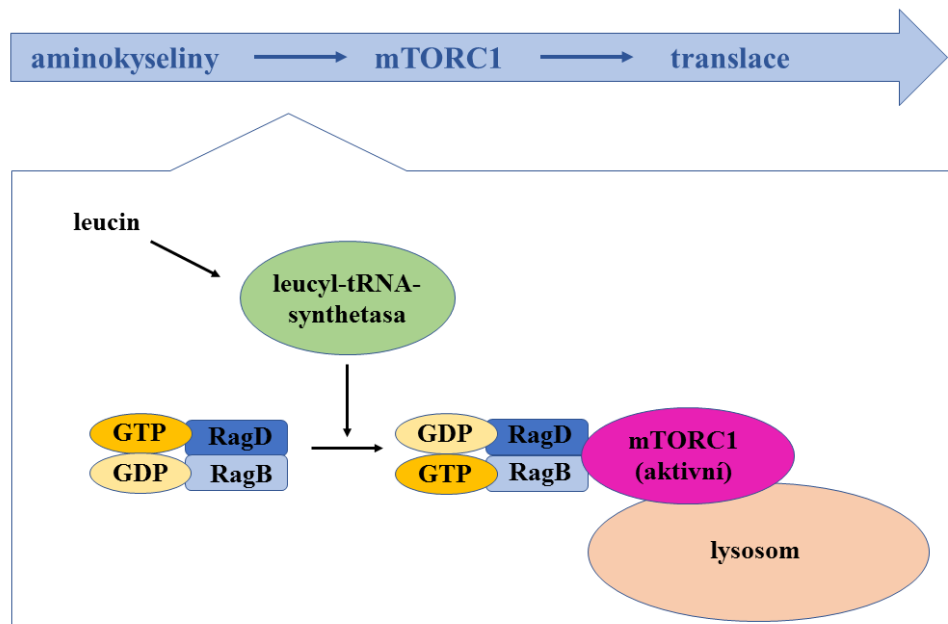 aminokyseliny mTORC1 translace
leucin
leucyl-tRNA-
synthetasa
GTP RagD
GDP RagB
GDP RagD
GTP RagB
mTORC1
(aktivní)
lysosom